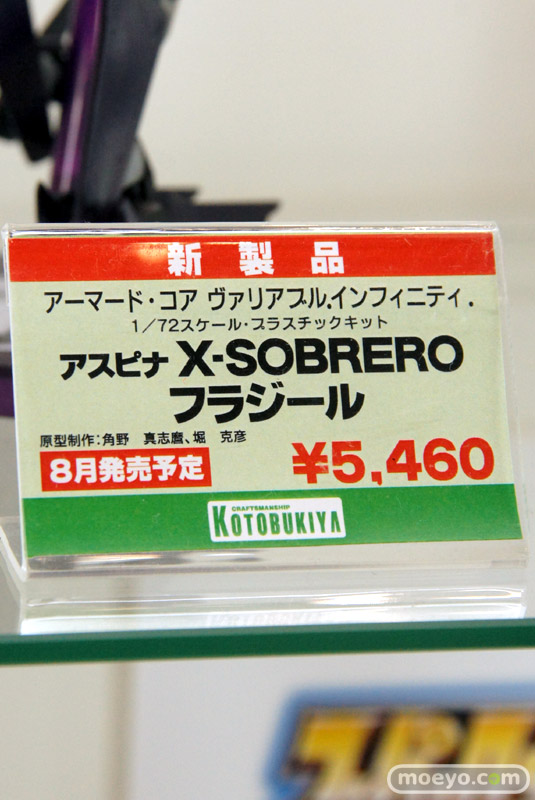 新製品
アーマード・コア ヴァリアブル.インフィニティ.
1/72スケール・プラスチックキット
アスピナ X-SOBRERO
フラジール
原型制作:角野 真志麿、堀 克彦
8月発売予定
¥5,460
CRAFTSMANSHIP
KOTOBUKIYA
moeyo.com